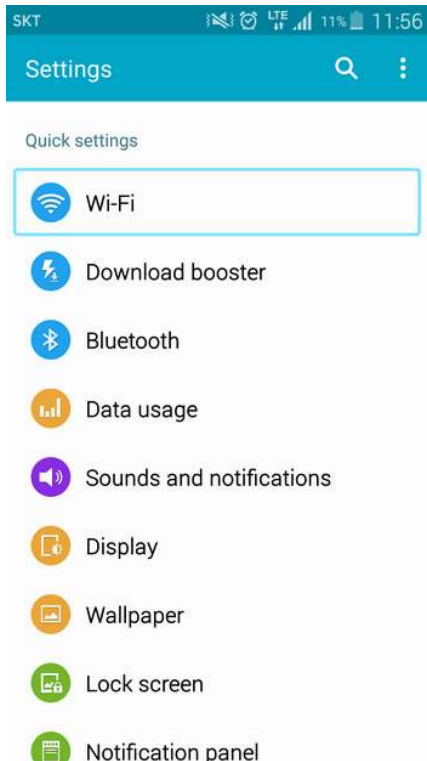 SKT LTE 11% 11:56
Settings
Quick settings
Wi-Fi
Download booster
Bluetooth
Data usage
Sounds and notifications
Display
Wallpaper
Lock screen
Notification panel